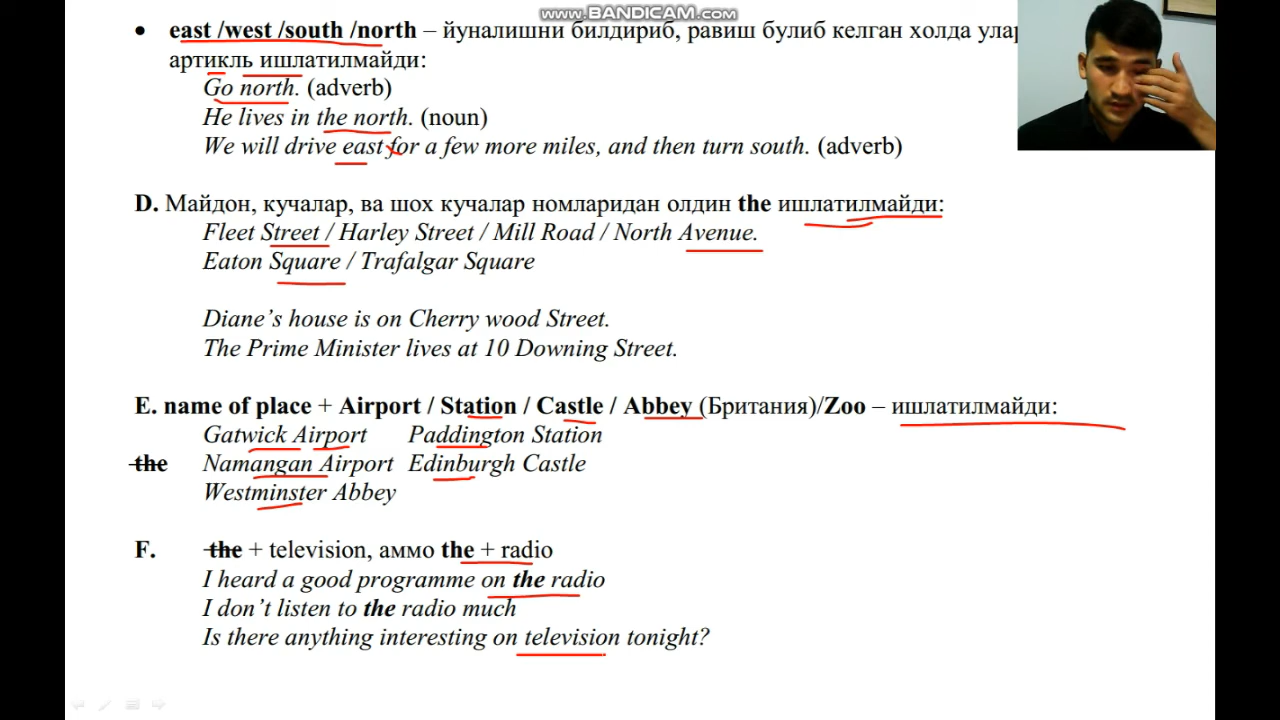 www.BANDICAM.com
• east /west /south /north – йуналишни билдириб, равиш булиб келган холда улар
артикль ишлатилмайди:
Go north. (adverb)
He lives in the north. (noun)
We will drive east for a few more miles, and then turn south. (adverb)
D. Майдон, кучалар, ва шох кучалар номларидан олдин the ишлатилмайди:
Fleet Street / Harley Street / Mill Road / North Avenue.
Eaton Square / Trafalgar Square
Diane’s house is on Cherry wood Street.
The Prime Minister lives at 10 Downing Street.
E. name of place + Airport / Station / Castle / Abbey (Британия)/Zoo – ишлатилмайди:
Gatwick Airport Paddington Station
the Namangan Airport Edinburgh Castle
Westminster Abbey
F. the + television, аммо the + radio
I heard a good programme on the radio
I don’t listen to the radio much
Is there anything interesting on television tonight?